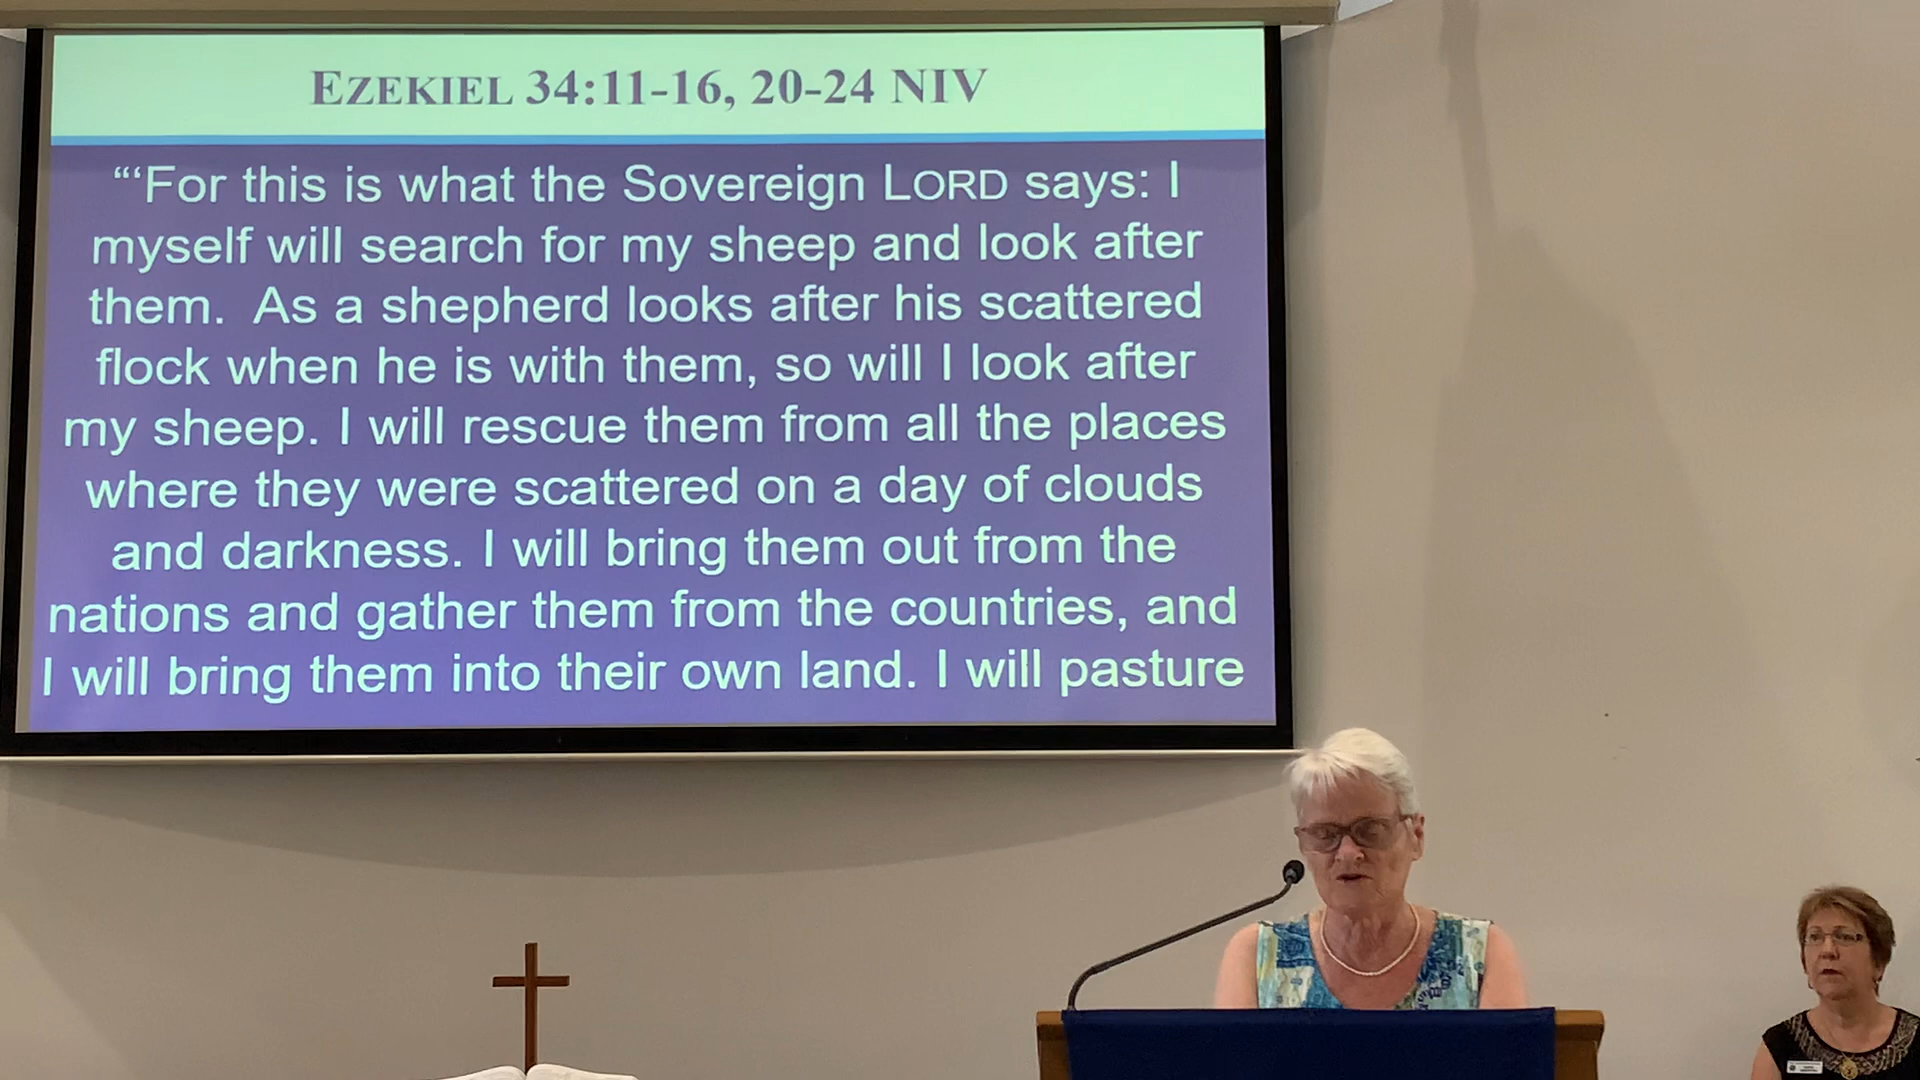 EZEKIEL 34:11-16, 20-24 NIV
“‘For this is what the Sovereign LORD says: I
myself will search for my sheep and look after
them. As a shepherd looks after his scattered
flock when he is with them, so will I look after
my sheep. I will rescue them from all the places
where they were scattered on a day of clouds
and darkness. I will bring them out from the
nations and gather them from the countries, and
I will bring them into their own land. I will pasture